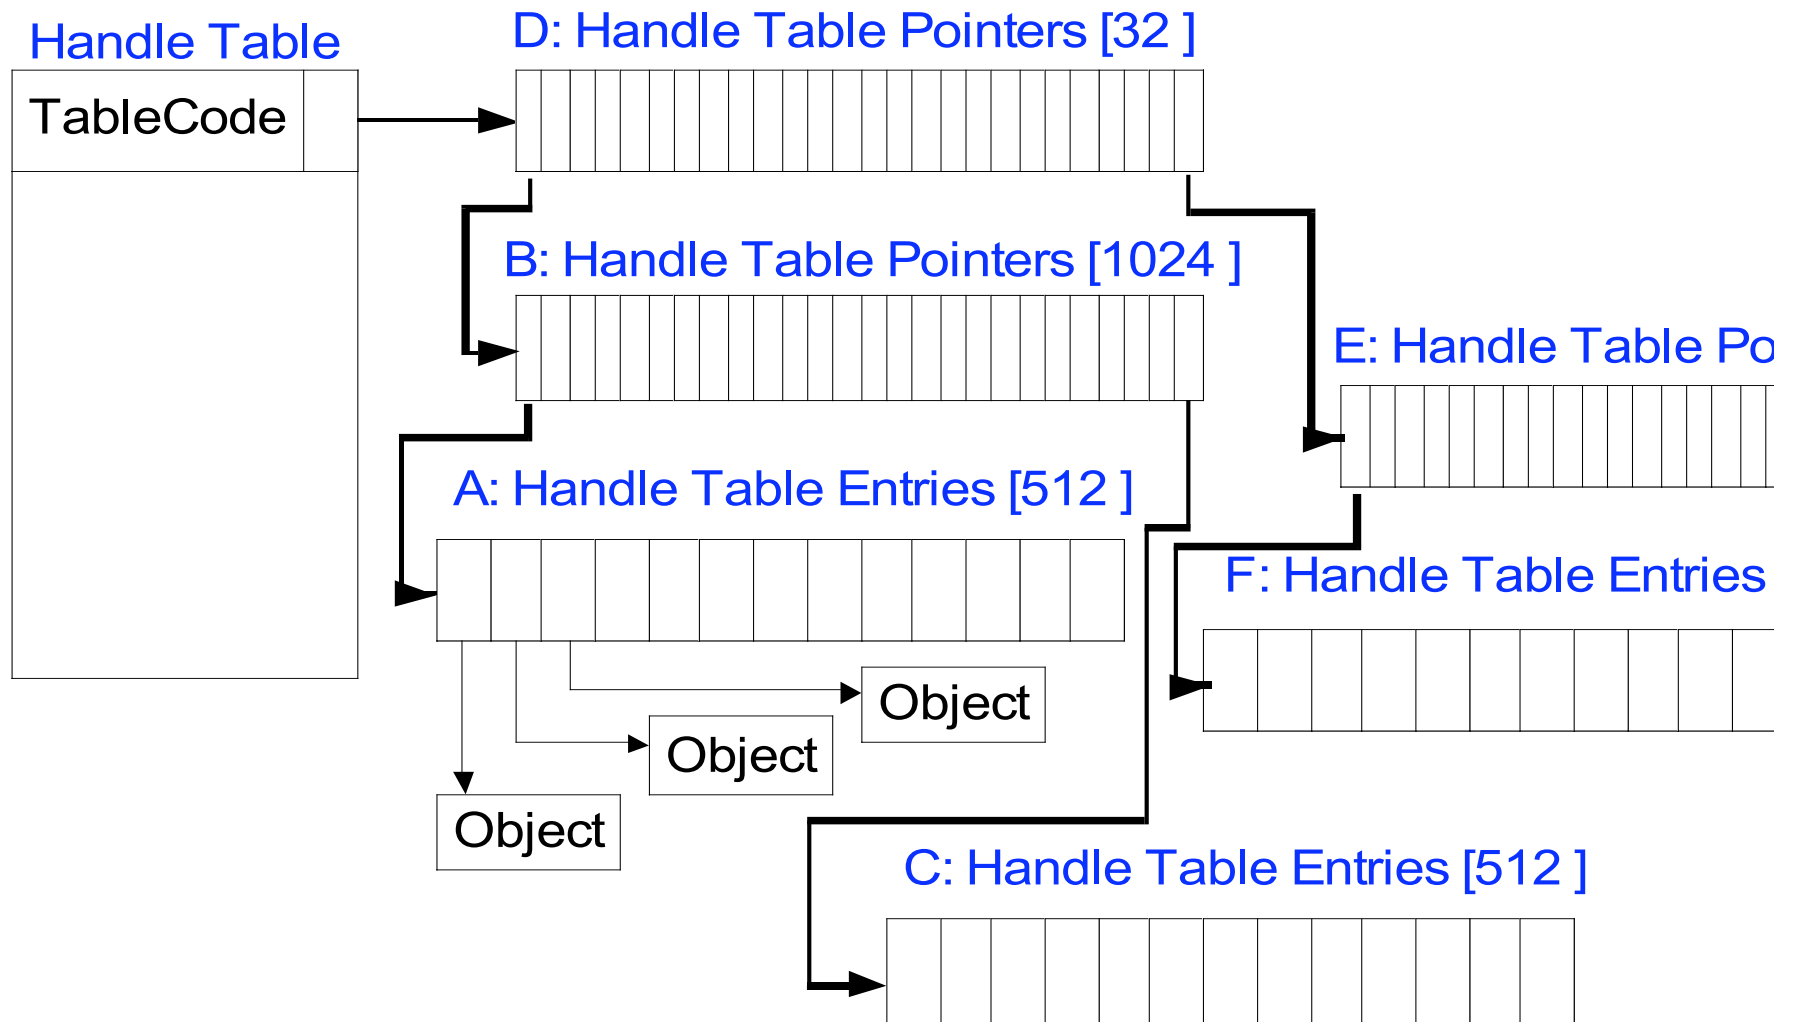 Handle Table
D: Handle Table Pointers [32 ]
TableCode
B: Handle Table Pointers [1024 ]
E: Handle Table Po
A: Handle Table Entries [512 ]
F: Handle Table Entries
Object
Object
Object
C: Handle Table Entries [512 ]